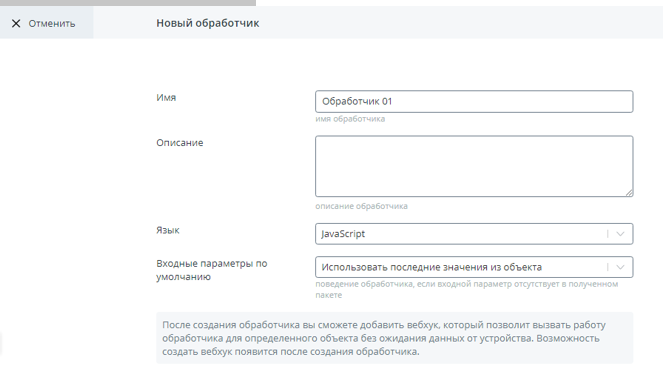 Отменить
Новый обработчик
Имя
Обработчик 01
имя обработчика
Описание
описание обработчика
Язык
JavaScript
Входные параметры по
умолчанию
Использовать последние значения из объекта
поведение обработчика, если входной параметр отсутствует в полученном
пакете
После создания обработчика вы сможете добавить вебхук, который позволит вызвать работу
обработчика для определенного объекта без ожидания данных от устройства. Возможность
создать вебхук появится после создания обработчика.